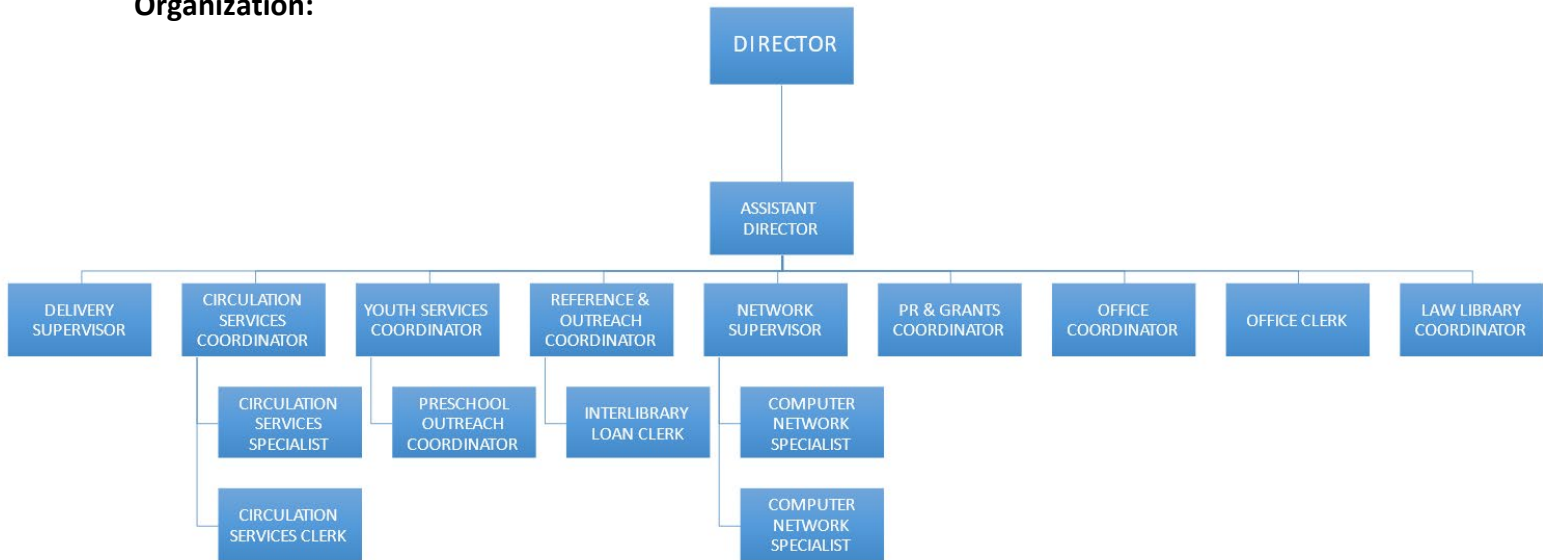 Organization:
DIRECTOR
ASSISTANT
DIRECTOR
DELIVERY
SUPERVISOR
CIRCULATION
SERVICES
COORDINATOR
YOUTH SERVICES
COORDINATOR
REFERENCE &
OUTREACH
COORDINATOR
NETWORK
SUPERVISOR
PR & GRANTS
COORDINATOR
OFFICE
COORDINATOR
OFFICE CLERK
LAW LIBRARY
COORDINATOR
CIRCULATION
SERVICES
SPECIALIST
PRESCHOOL
OUTREACH
COORDINATOR
INTERLIBRARY
LOAN CLERK
COMPUTER
NETWORK
SPECIALIST
CIRCULATION
SERVICES CLERK
COMPUTER
NETWORK
SPECIALIST